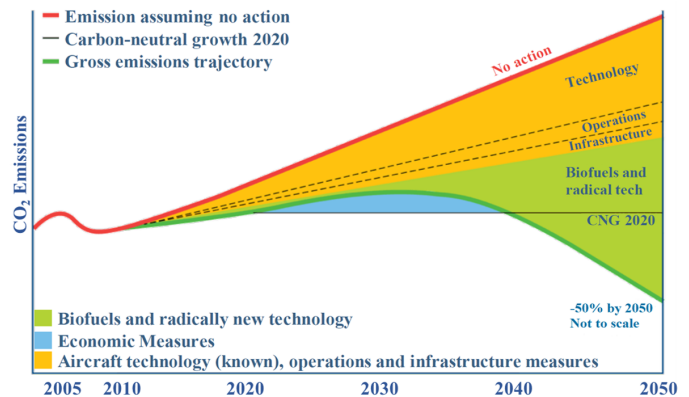 Emission assuming no action
Carbon-neutral growth 2020
Gross emissions trajectory
No action
Technology
Operations
Infrastructure
Biofuels and
radical tech
CNG 2020
CO₂ Emissions
-50% by 2050
Not to scale
Biofuels and radically new technology
Economic Measures
Aircraft technology (known), operations and infrastructure measures
2005 2010 2020 2030 2040 2050